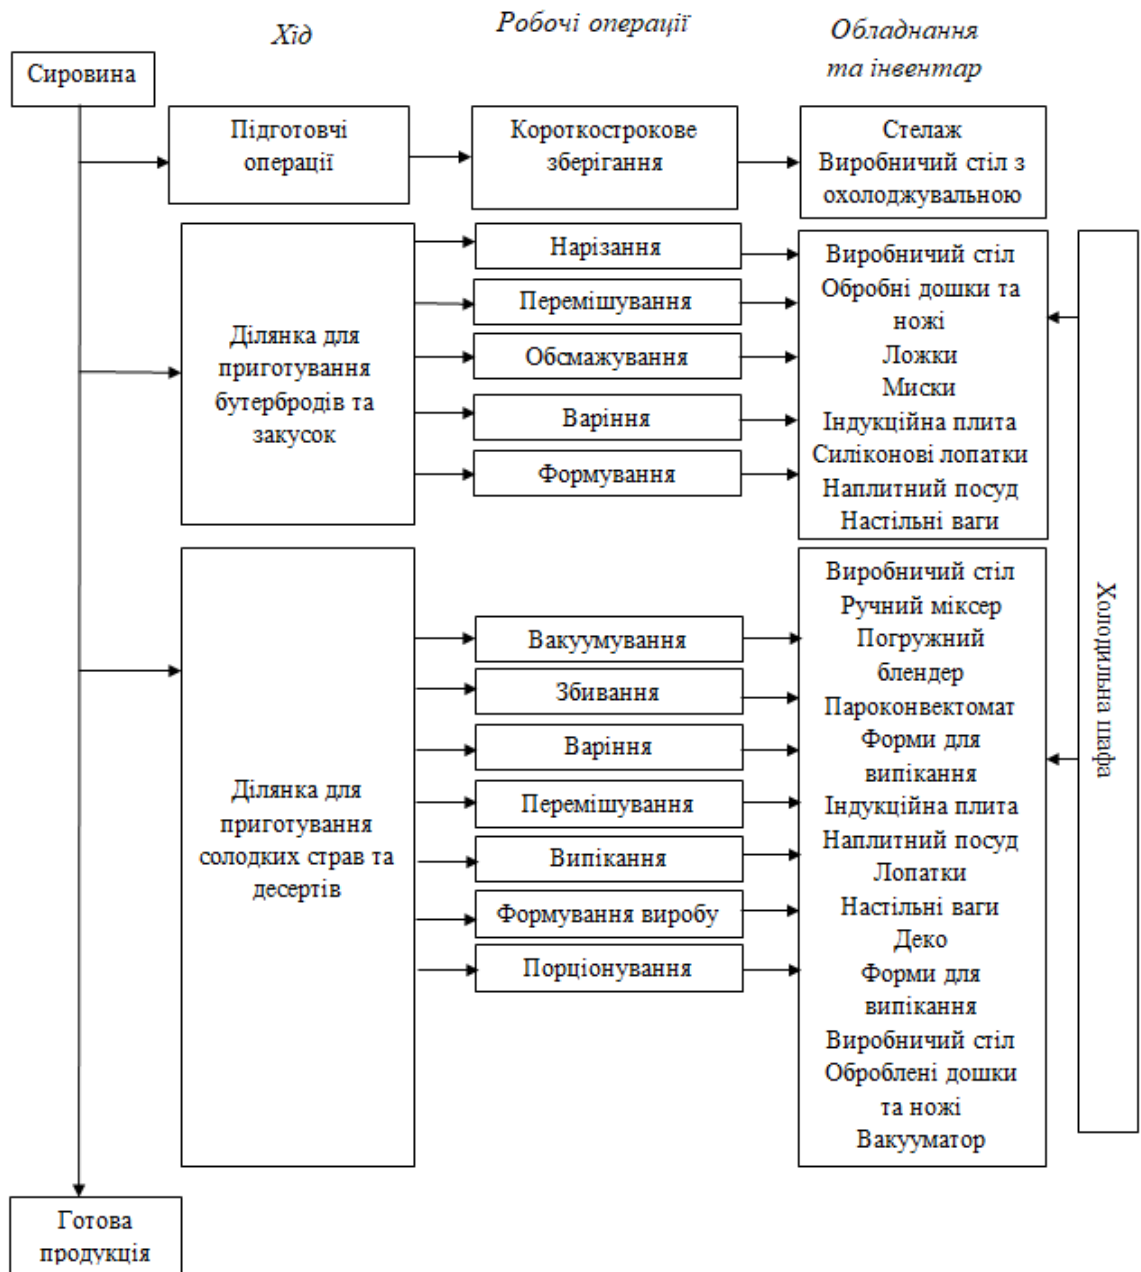 Хід
Робочі операції
Обладнання
та інвентар
Сировина
Підготовчі
операції
Короткострокове
зберігання
Стелаж
Виробничий стіл з
охолоджувальною
Ділянка для
приготування
бутербродів та
закусок
Нарізання
Перемішування
Обсмажування
Варіння
Формування
Виробничий стіл
Обробні дошки та
ножі
Ложки
Миски
Індукційна плита
Силіконові лопатки
Наплитний посуд
Настільні ваги
Холодильна шафа
Ділянка для
приготування
солодких страв та
десертів
Вакуумування
Збивання
Варіння
Перемішування
Випікання
Формування виробу
Порціонування
Виробничий стіл
Ручний міксер
Погружний
блендер
Пароконвектомат
Форми для
випікання
Індукційна плита
Наплитний посуд
Лопатки
Настільні ваги
Деко
Форми для
випікання
Виробничий стіл
Оброблені дошки
та ножі
Вакууматор
Готова
продукція